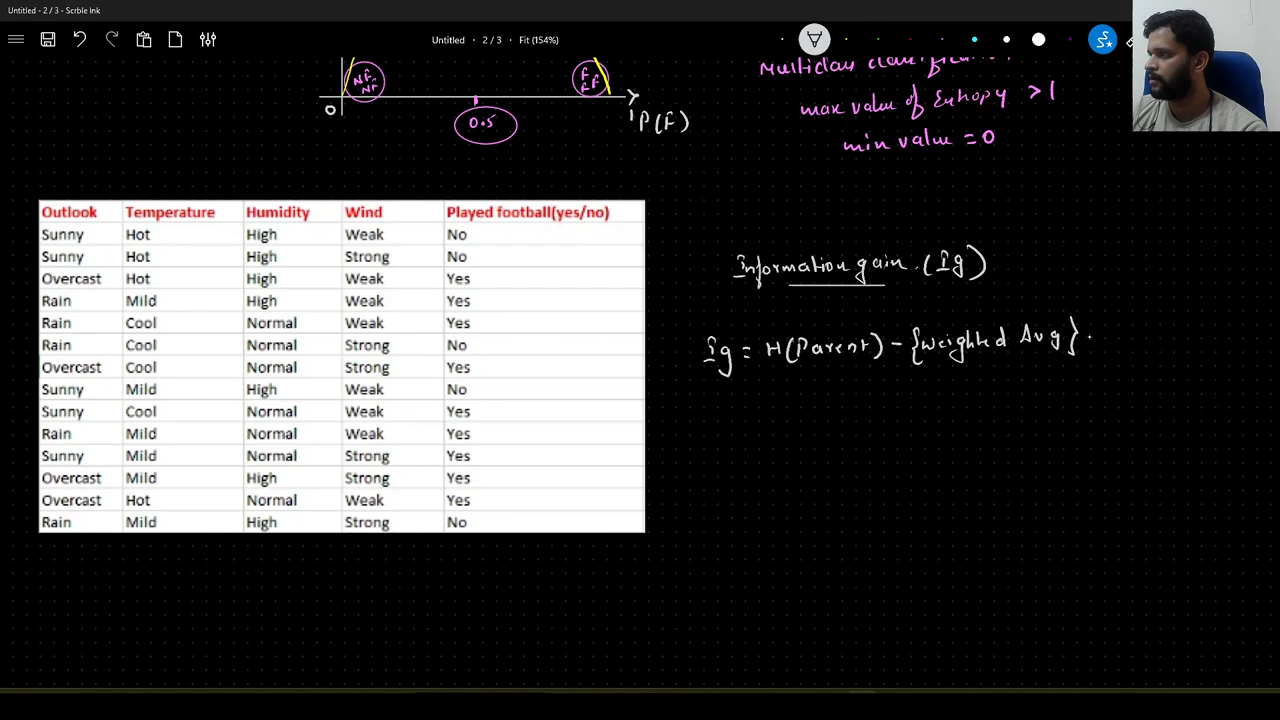 Untitled - 2 / 3 - Scrble Ink
Untitled • 2 / 3 • Fit (154%)
NF
NF
F
F F
0
0.5
1 P(F)
Multiclass classification
max value of Entropy > 1
min value = 0
Outlook Temperature Humidity Wind Played football(yes/no)
Sunny Hot High Weak No
Sunny Hot High Strong No
Overcast Hot High Weak Yes
Rain Mild High Weak Yes
Rain Cool Normal Weak Yes
Rain Cool Normal Strong No
Overcast Cool Normal Strong Yes
Sunny Mild High Weak No
Sunny Cool Normal Weak Yes
Rain Mild Normal Weak Yes
Sunny Mild Normal Strong Yes
Overcast Mild High Strong Yes
Overcast Hot Normal Weak Yes
Rain Mild High Strong No
Information gain . (Ig)
Ig = H(Parent) - {Weighted Avg} .